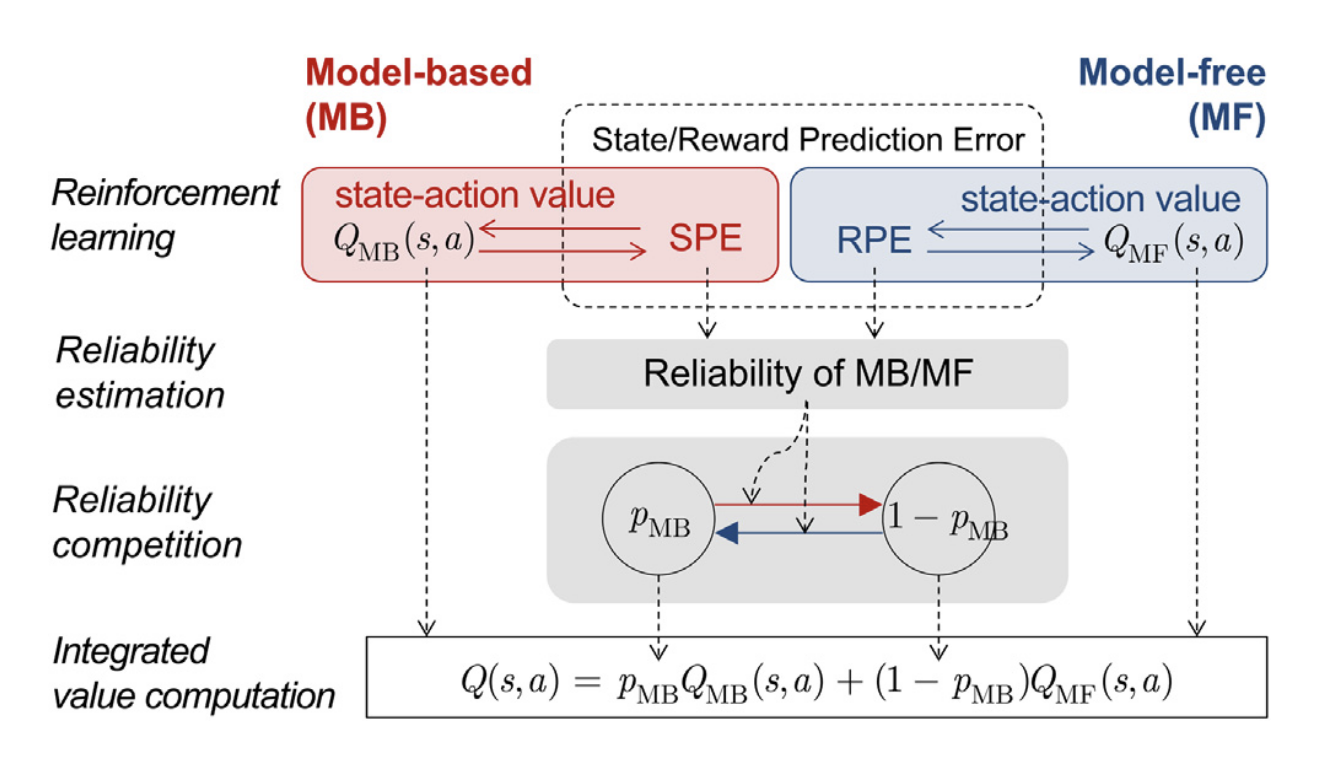 Model-based
(MB)
Model-free
(MF)
State/Reward Prediction Error
Reinforcement
learning
state-action value
Q_MB(s, a)
SPE
RPE
state-action value
Q_MF(s, a)
Reliability
estimation
Reliability of MB/MF
Reliability
competition
p_MB
1 − p_MB
Integrated
value computation
Q(s, a) = p_MB Q_MB(s, a) + (1 − p_MB)Q_MF(s, a)